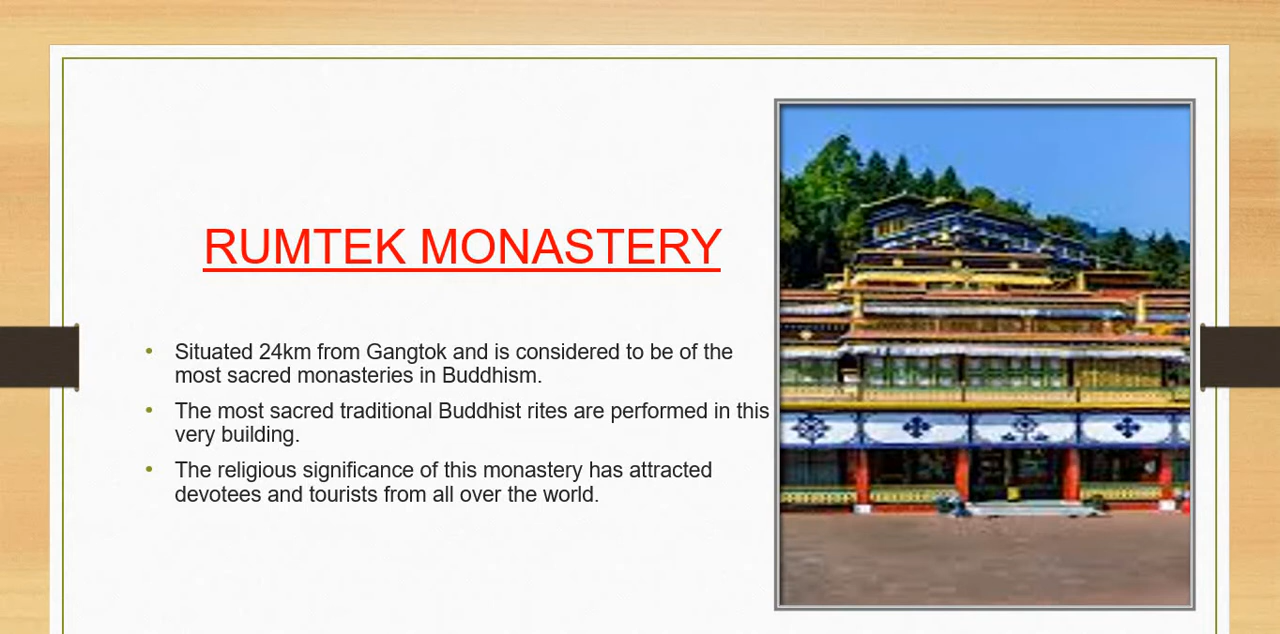 RUMTEK MONASTERY
• Situated 24km from Gangtok and is considered to be of the
most sacred monasteries in Buddhism.
• The most sacred traditional Buddhist rites are performed in this
very building.
• The religious significance of this monastery has attracted
devotees and tourists from all over the world.